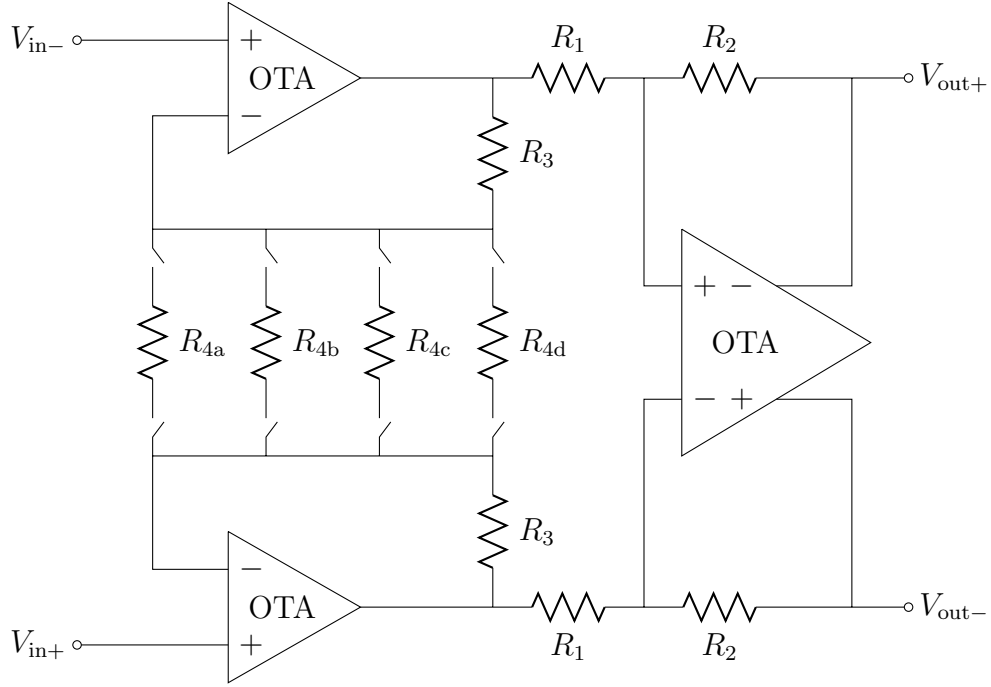 V_in−
+
OTA
−
R_1
R_2
V_out+
R_3
R_4a
R_4b
R_4c
R_4d
+ −
OTA
− +
R_3
−
OTA
+
V_in+
R_1
R_2
V_out−